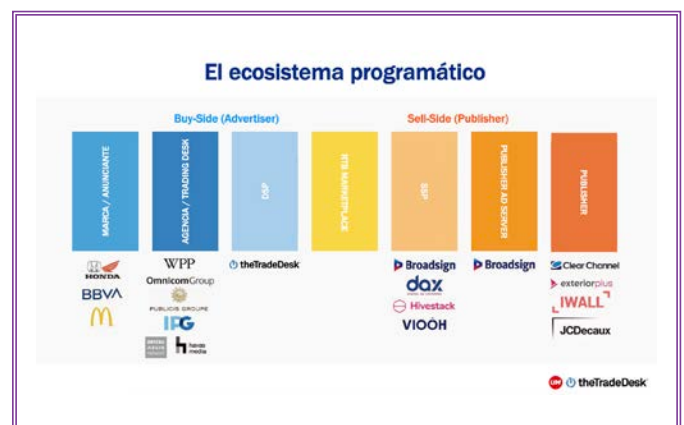 El ecosistema programático
Buy-Side (Advertiser)
Sell-Side (Publisher)
MARCA / ANUNCIANTE
AGENCIA / TRADING DESK
DSP
RTB MARKETPLACE
SSP
PUBLISHER AD SERVER
PUBLISHER
HONDA
BBVA
WPP
OmnicomGroup
PUBLICIS GROUPE
IPG
havas
media
theTradeDesk
Broadsign
dax
Hivestack
VIOOH
Broadsign
Clear Channel
exteriorplus
IWALL
JCDecaux
UM
theTradeDesk